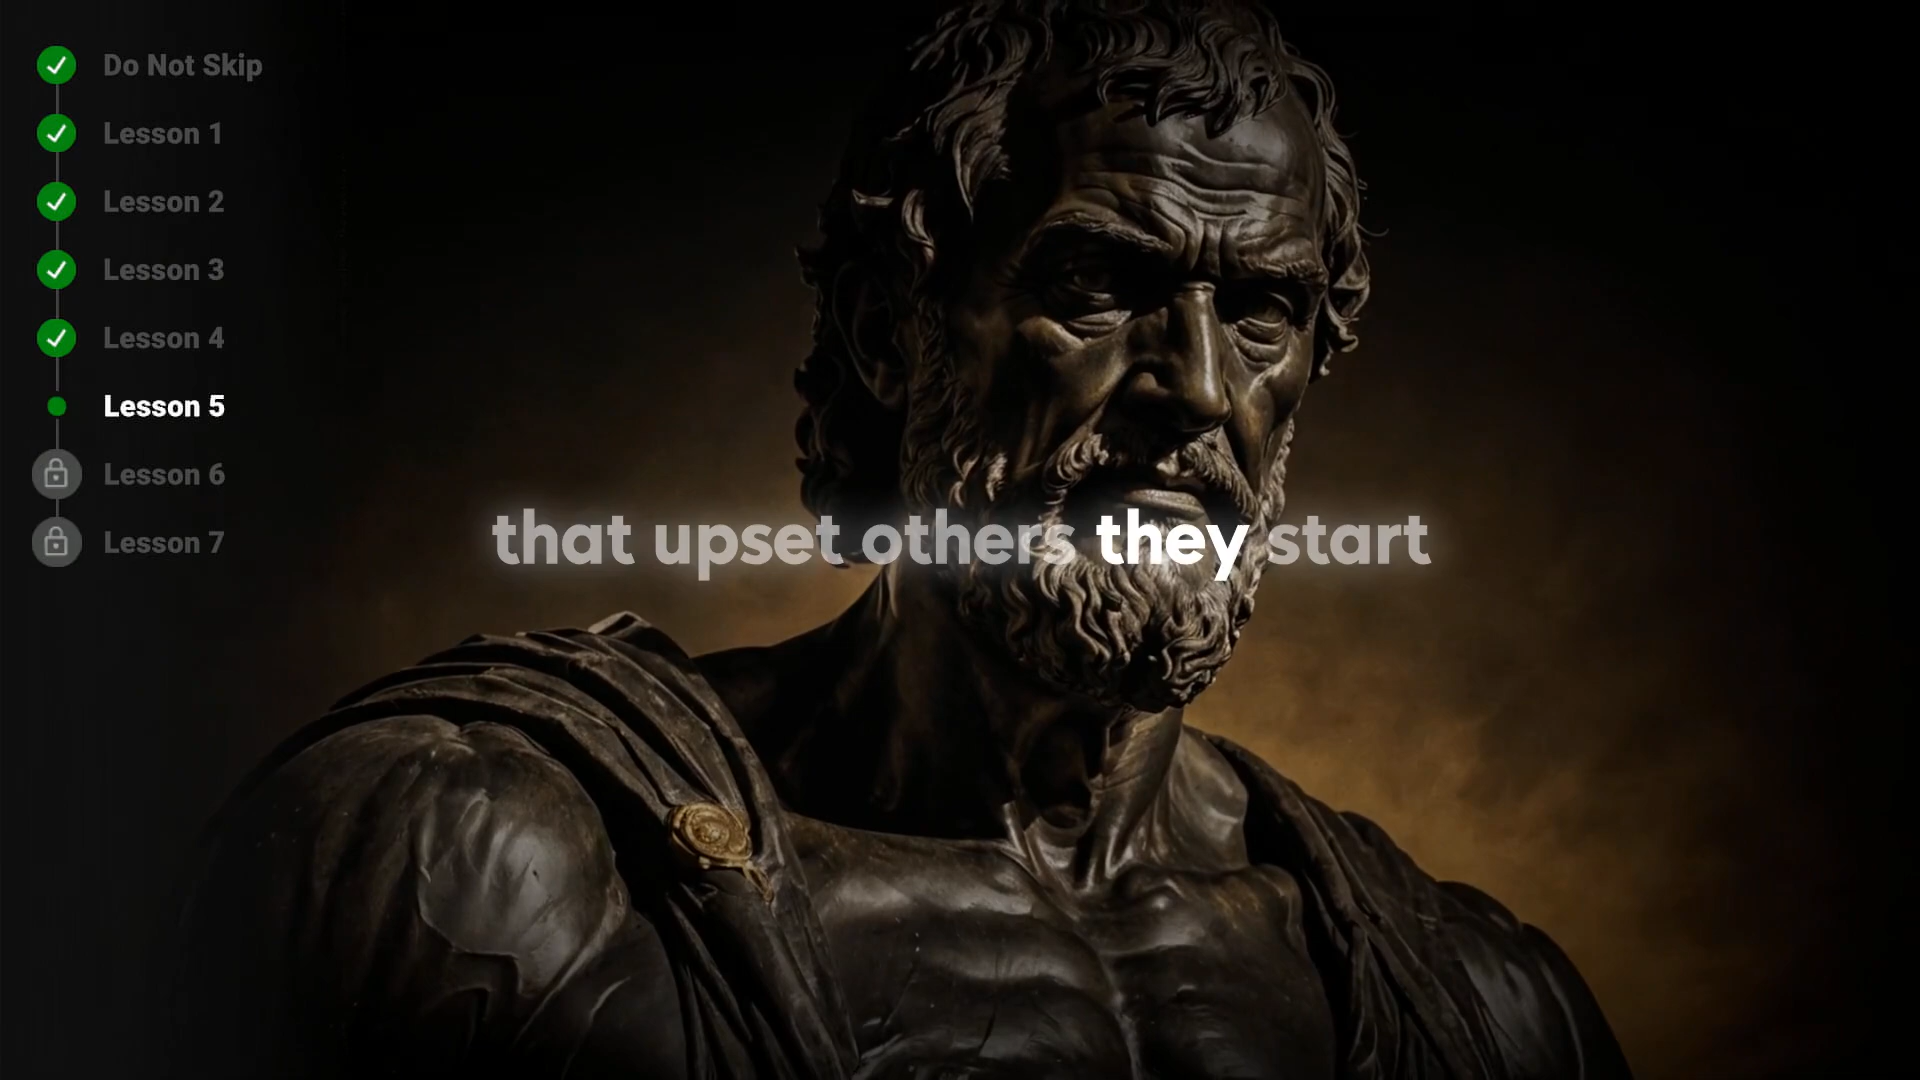 Do Not Skip
Lesson 1
Lesson 2
Lesson 3
Lesson 4
Lesson 5
Lesson 6
Lesson 7
that upset others they start